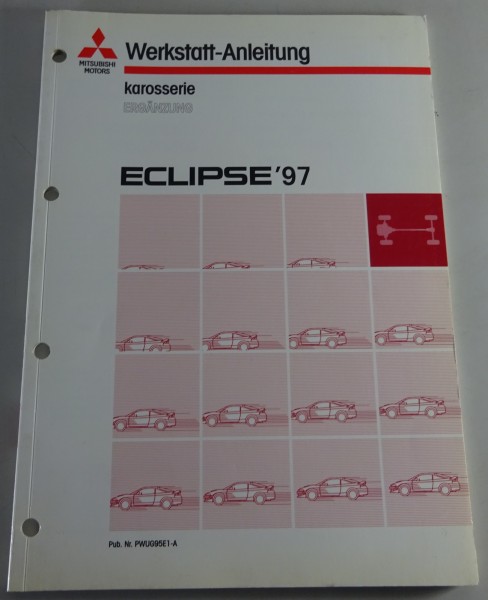 MITSUBISHI
MOTORS
Werkstatt-Anleitung
karosserie
ERGÄNZUNG
ECLIPSE '97
Pub. Nr. PWUG95E1-A